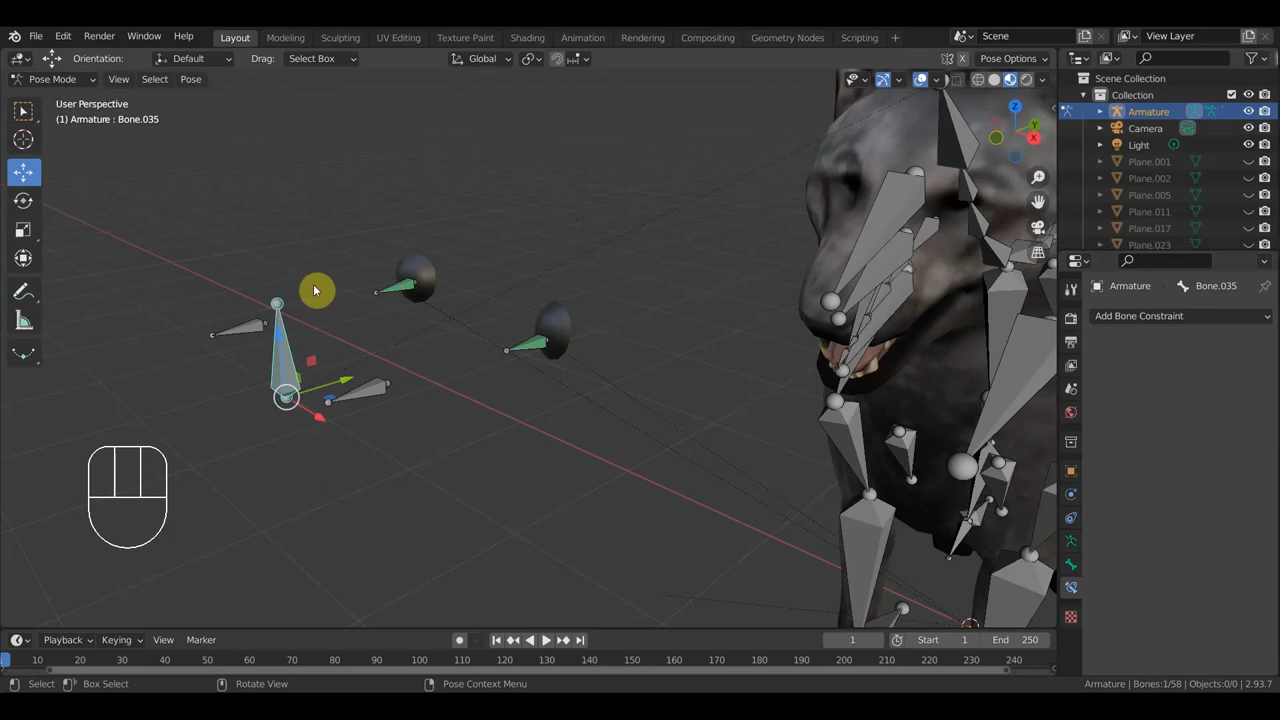 File Edit Render Window Help Layout Modeling Sculpting UV Editing Texture Paint Shading Animation Rendering Compositing Geometry Nodes Scripting + Scene View Layer
Orientation: Default Drag: Select Box Global Pose Options
Pose Mode View Select Pose
User Perspective
(1) Armature : Bone.035
Z
Y
X
Scene Collection
Collection
Armature
Camera
Light
Plane.001
Plane.002
Plane.005
Plane.011
Plane.017
Plane.023
Armature Bone.035
Add Bone Constraint
Playback Keying View Marker 1 Start 1 End 250
10 20 30 40 50 60 70 80 90 100 110 120 130 140 150 160 170 180 190 200 210 220 230 240
Select Box Select Rotate View Pose Context Menu Armature | Bones:1/58 | Objects:0/0 | 2.93.7